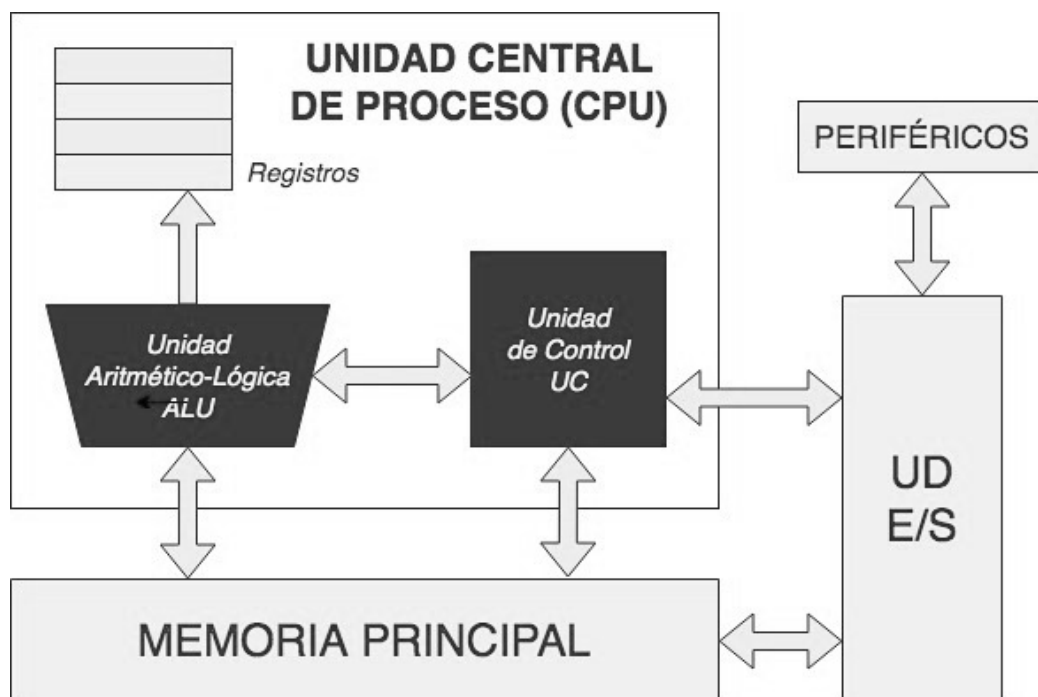 UNIDAD CENTRAL
DE PROCESO (CPU)
Registros
PERIFÉRICOS
Unidad
Aritmético-Lógica
ALU
Unidad
de Control
UC
UD
E/S
MEMORIA PRINCIPAL